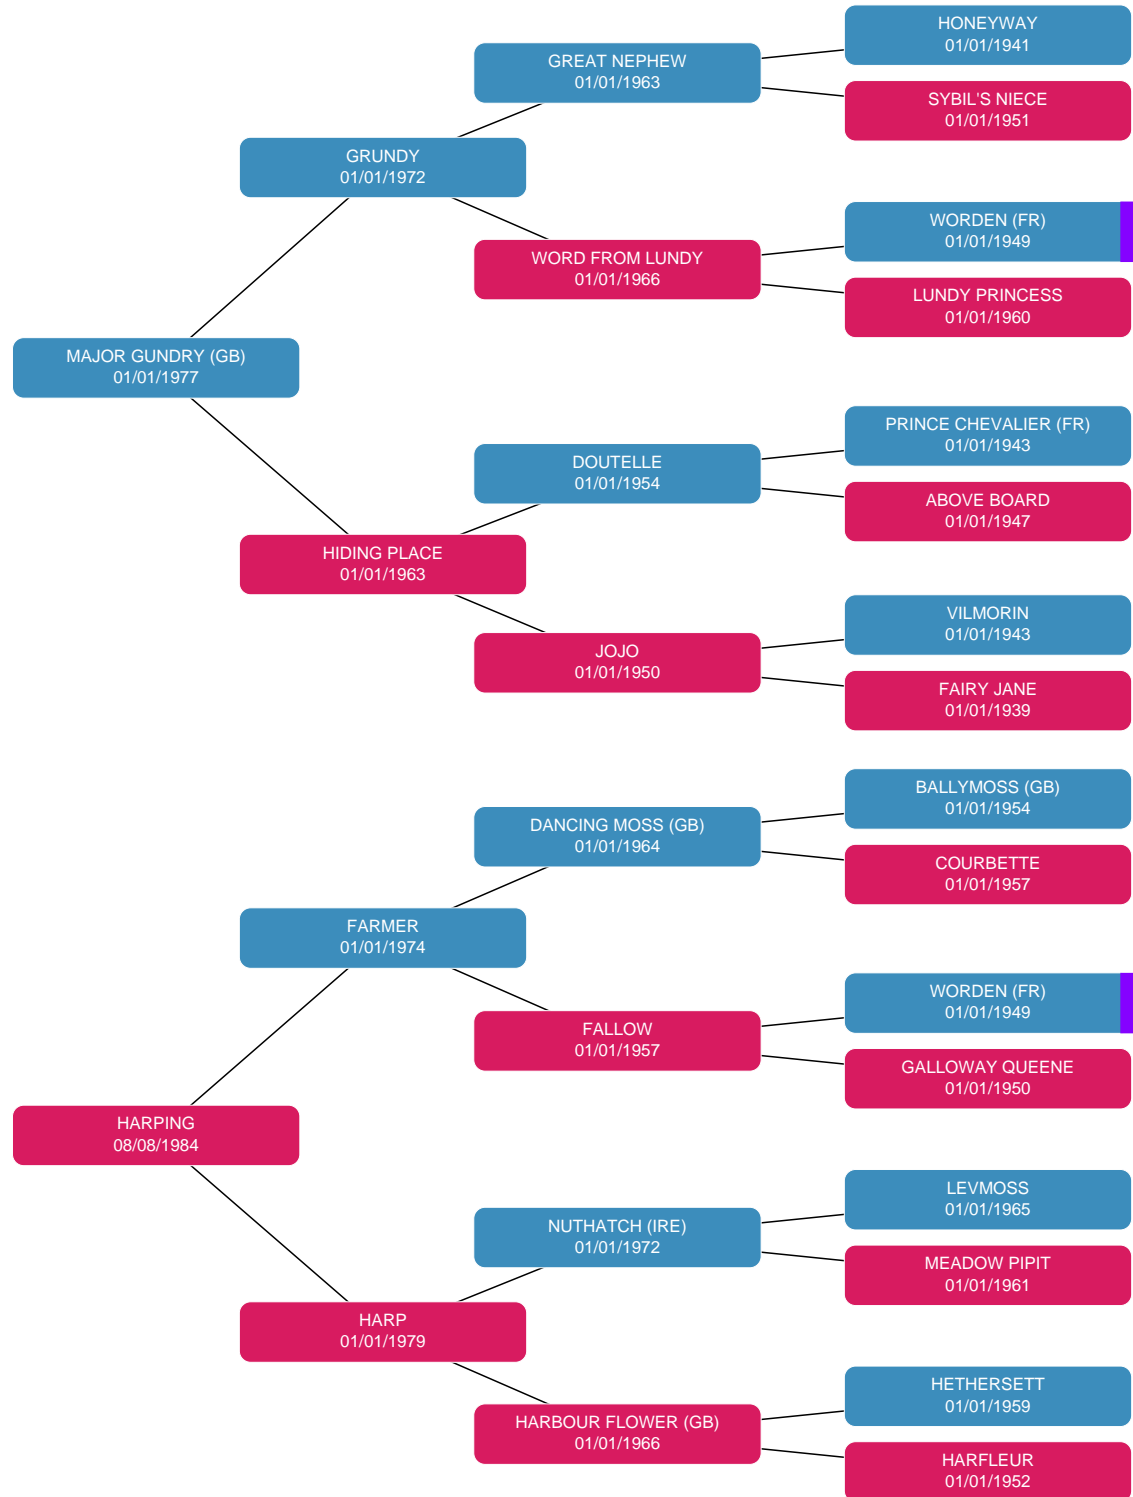 HONEYWAY
01/01/1941
GREAT NEPHEW
01/01/1963
SYBIL'S NIECE
01/01/1951
GRUNDY
01/01/1972
WORDEN (FR)
01/01/1949
WORD FROM LUNDY
01/01/1966
LUNDY PRINCESS
01/01/1960
MAJOR GUNDRY (GB)
01/01/1977
PRINCE CHEVALIER (FR)
01/01/1943
DOUTELLE
01/01/1954
ABOVE BOARD
01/01/1947
HIDING PLACE
01/01/1963
VILMORIN
01/01/1943
JOJO
01/01/1950
FAIRY JANE
01/01/1939
BALLYMOSS (GB)
01/01/1954
DANCING MOSS (GB)
01/01/1964
COURBETTE
01/01/1957
FARMER
01/01/1974
WORDEN (FR)
01/01/1949
FALLOW
01/01/1957
GALLOWAY QUEENE
01/01/1950
HARPING
08/08/1984
LEVMOSS
01/01/1965
NUTHATCH (IRE)
01/01/1972
MEADOW PIPIT
01/01/1961
HARP
01/01/1979
HETHERSETT
01/01/1959
HARBOUR FLOWER (GB)
01/01/1966
HARFLEUR
01/01/1952